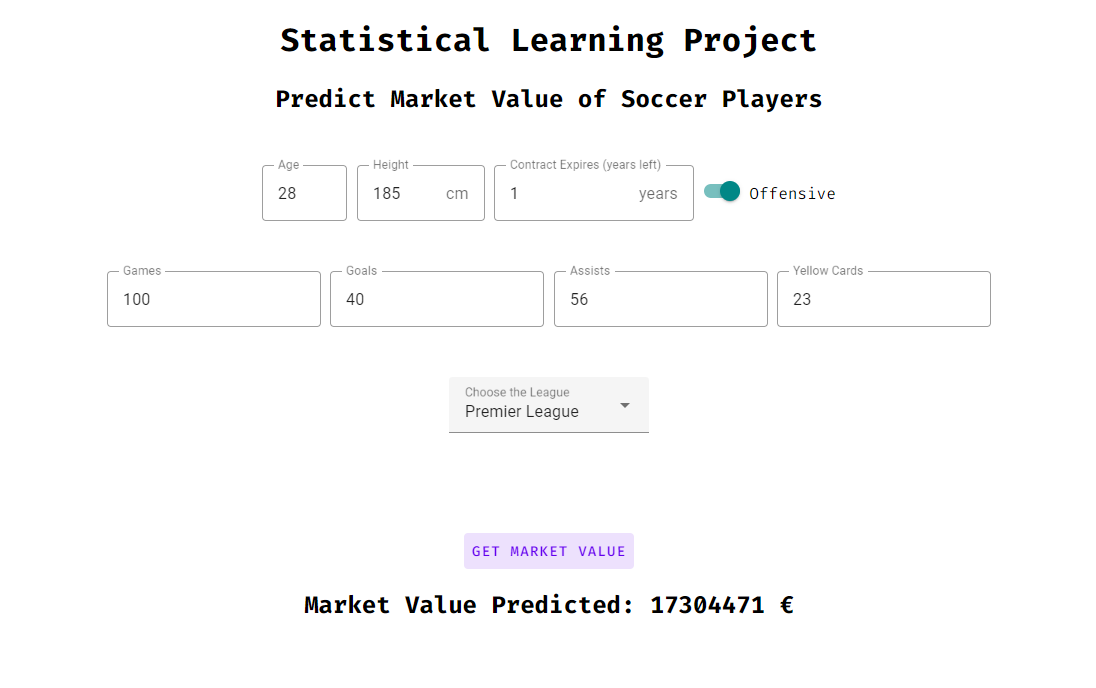 Statistical Learning Project
Predict Market Value of Soccer Players
Age Height Contract Expires (years left)
28 185 cm 1 years Offensive
Games Goals Assists Yellow Cards
100 40 56 23
Choose the League
Premier League
GET MARKET VALUE
Market Value Predicted: 17304471 €